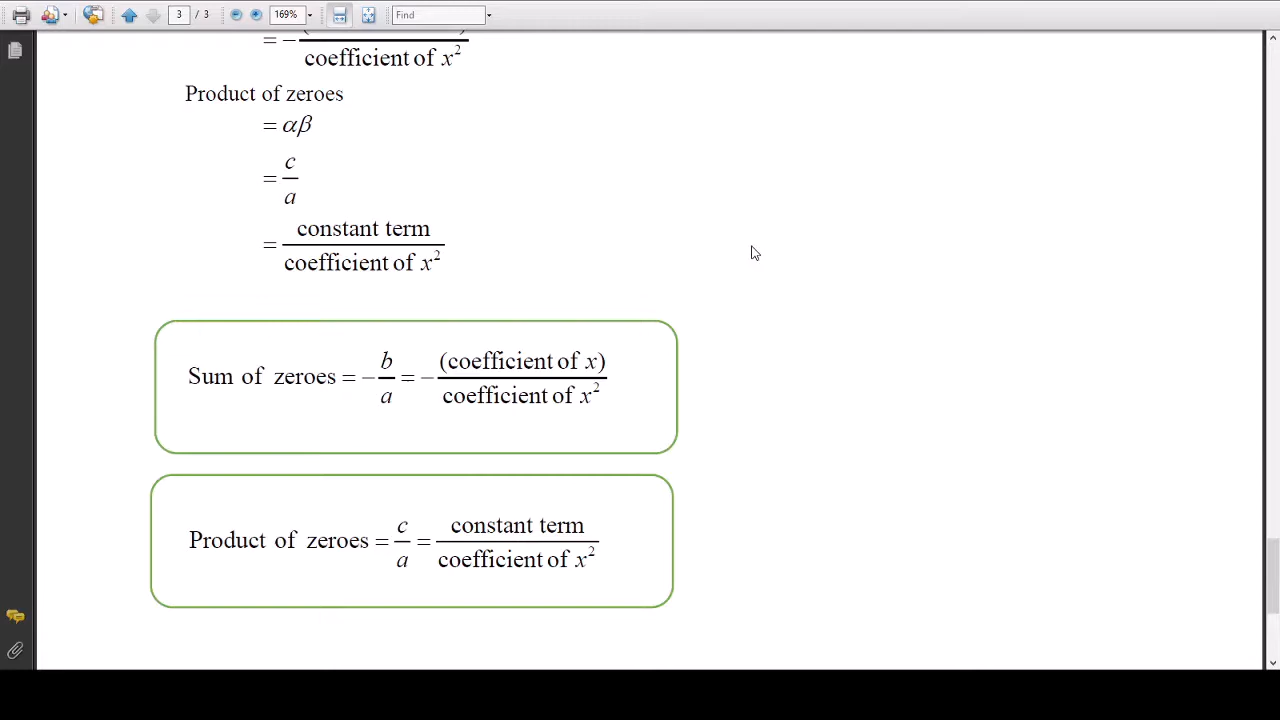 3 / 3 169% Find
= −
coefficient of x²
Product of zeroes
= αβ
= c/a
= constant term / coefficient of x²
Sum of zeroes = − b/a = − (coefficient of x) / coefficient of x²
Product of zeroes = c/a = constant term / coefficient of x²